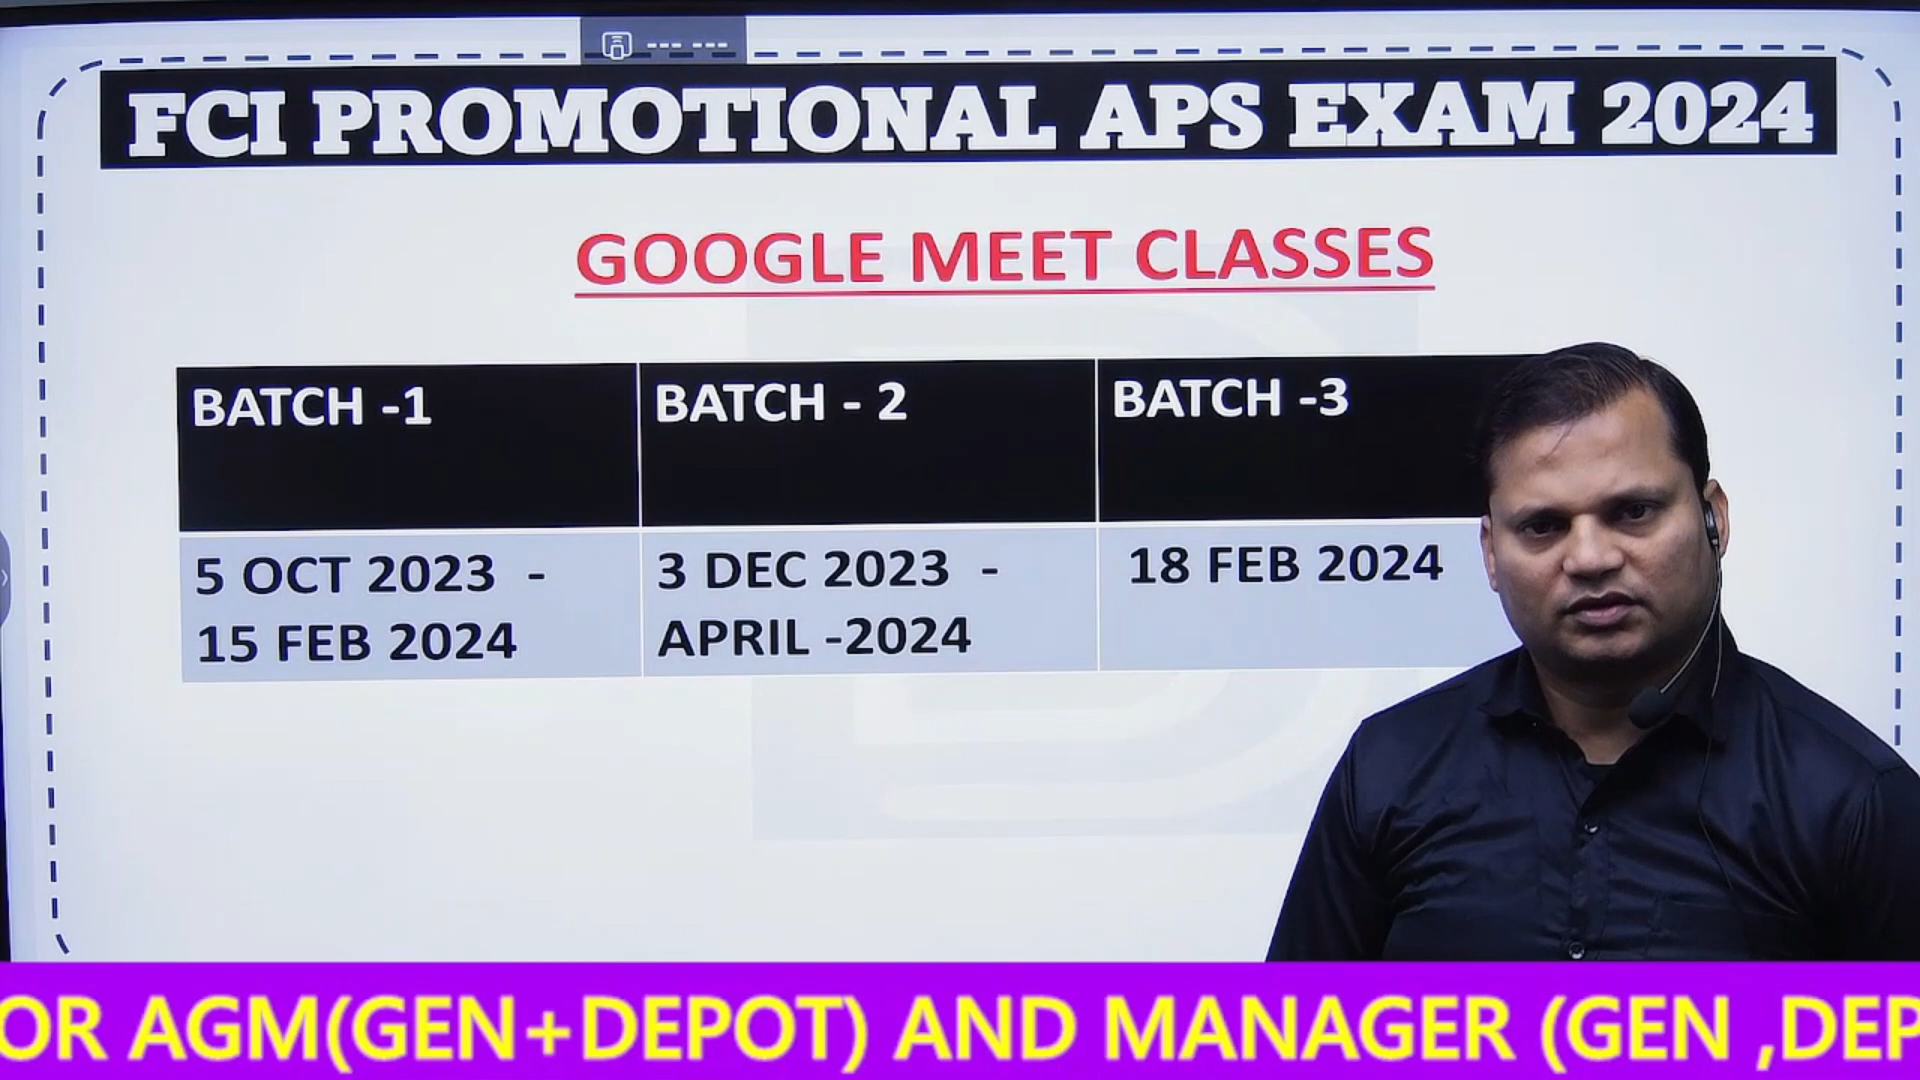 FCI PROMOTIONAL APS EXAM 2024
GOOGLE MEET CLASSES
BATCH -1
BATCH - 2
BATCH -3
5 OCT 2023 -
15 FEB 2024
3 DEC 2023 -
APRIL -2024
18 FEB 2024
OR AGM(GEN+DEPOT) AND MANAGER (GEN ,DEP